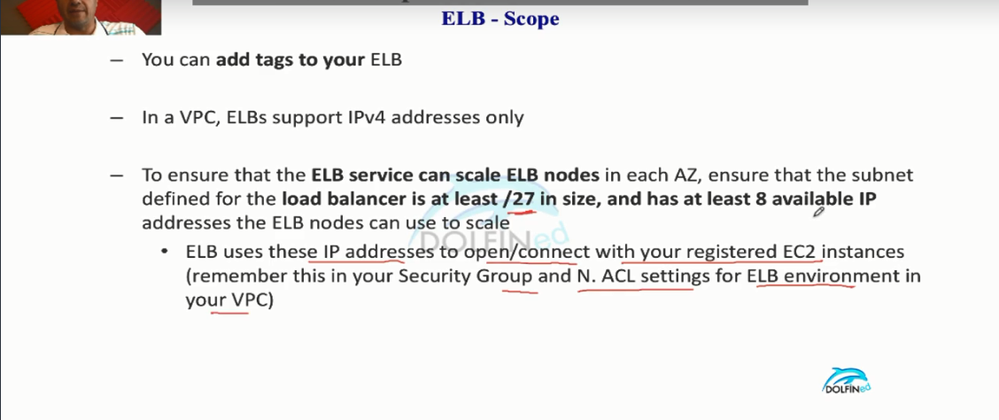 ELB - Scope
– You can add tags to your ELB
– In a VPC, ELBs support IPv4 addresses only
– To ensure that the ELB service can scale ELB nodes in each AZ, ensure that the subnet
defined for the load balancer is at least /27 in size, and has at least 8 available IP
addresses the ELB nodes can use to scale
DOLFINed
• ELB uses these IP addresses to open/connect with your registered EC2 instances
(remember this in your Security Group and N. ACL settings for ELB environment in
your VPC)
DOLFINed